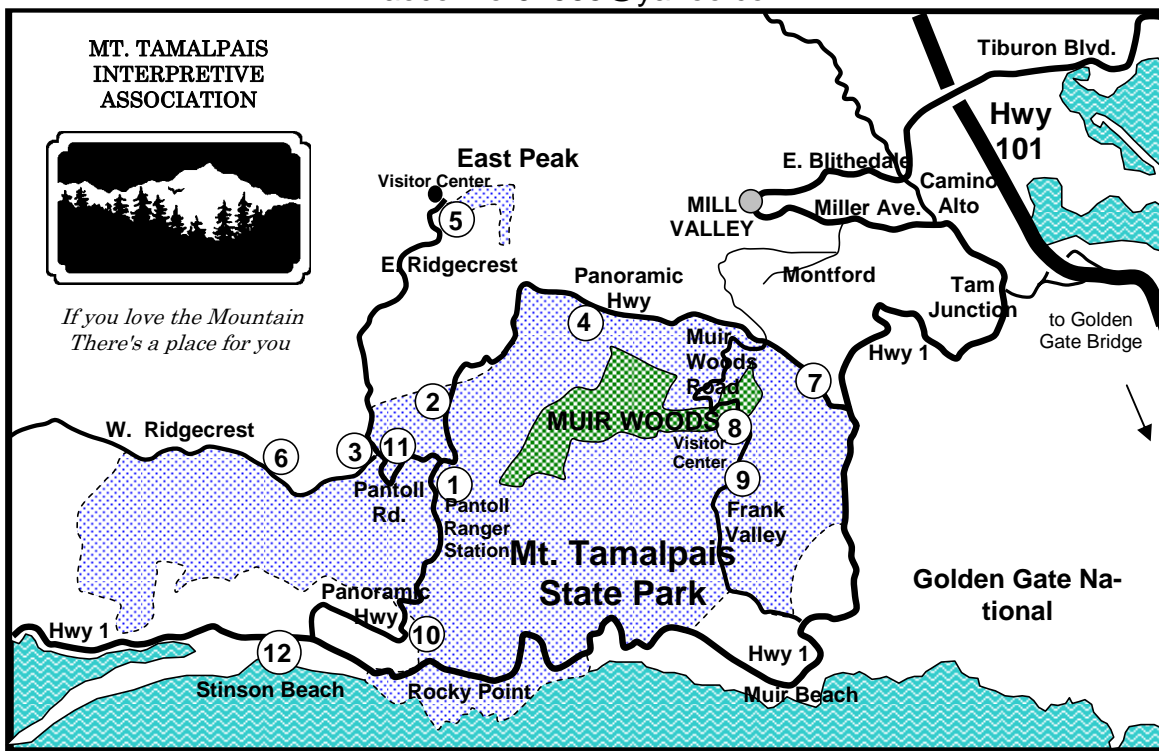 MT. TAMALPAIS
INTERPRETIVE
ASSOCIATION
If you love the Mountain
There's a place for you
Tiburon Blvd.
Hwy
101
E. Blithedale
Camino
Alto
MILL
VALLEY
Miller Ave.
Montford
Tam
Junction
to Golden
Gate Bridge
Hwy 1
East Peak
Visitor Center
5
E. Ridgecrest
Panoramic
Hwy
4
Muir
Woods
Road
7
2
MUIR WOODS
8
Visitor
Center
W. Ridgecrest
6
3
11
Pantoll
Rd.
1
Pantoll
Ranger
Station
9
Frank
Valley
Mt. Tamalpais
State Park
Golden Gate Na-
tional
Panoramic
Hwy
10
Hwy 1
12
Stinson Beach
Rocky Point
Hwy 1
Muir Beach